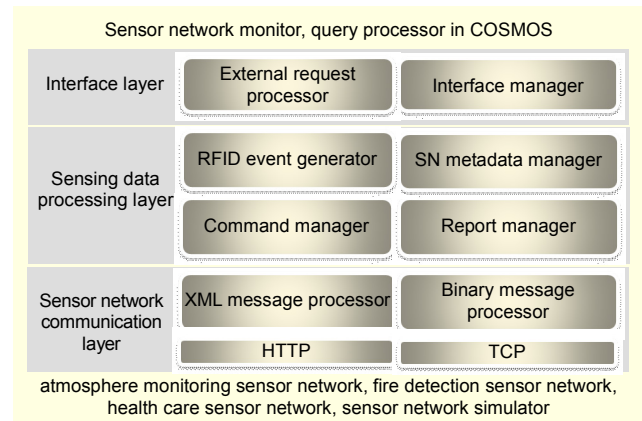 Sensor network monitor, query processor in COSMOS
Interface layer
External request
processor
Interface manager
Sensing data
processing layer
RFID event generator
SN metadata manager
Command manager
Report manager
Sensor network
communication
layer
XML message processor
Binary message
processor
HTTP
TCP
atmosphere monitoring sensor network, fire detection sensor network,
health care sensor network, sensor network simulator